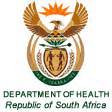 DEPARTMENT OF HEALTH
Republic of South Africa